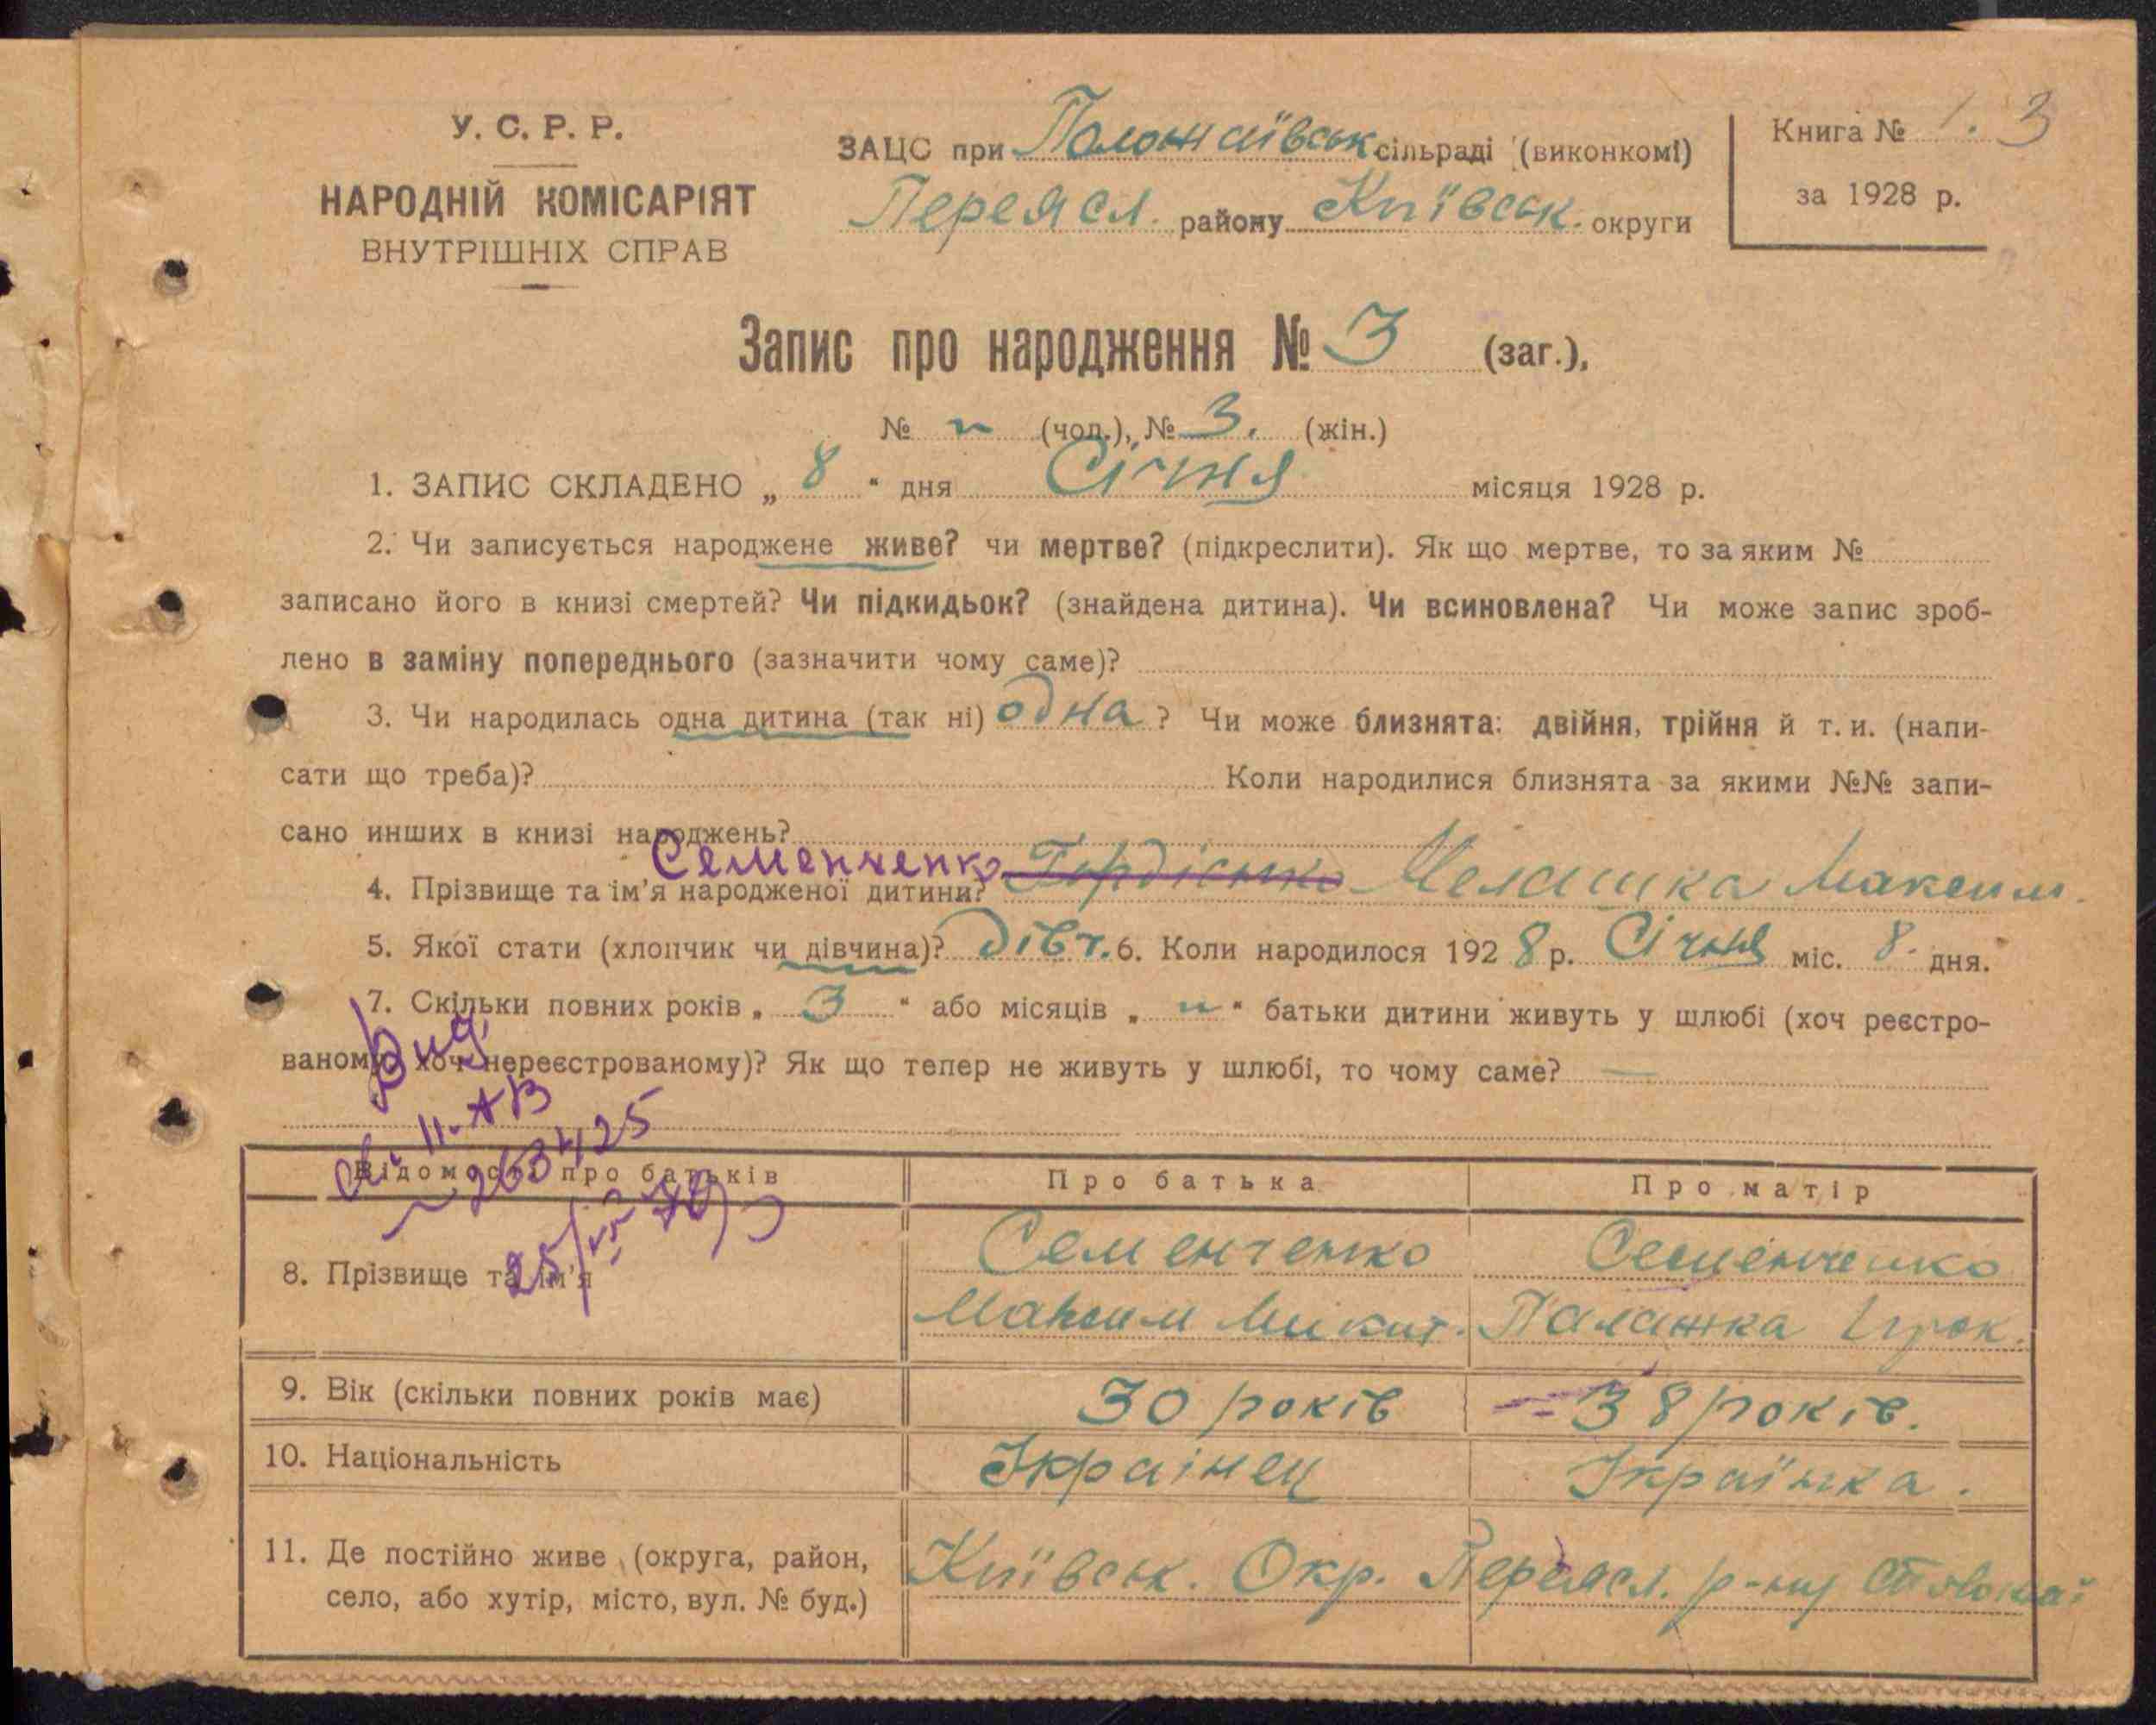 У. С. Р. Р.
НАРОДНІЙ КОМІСАРІЯТ
ВНУТРІШНІХ СПРАВ
ЗАЦС при Положаівськ сільраді (виконкомі)
Переясл. району Київськ. округи
Книга № 1. 3
за 1928 р.
Запис про народження № 3 (заг.),
№ „ (чол.), № 3. (жін.)
1. ЗАПИС СКЛАДЕНО „ 8 “ дня Січня місяця 1928 р.
2. Чи записується народжене живе? чи мертве? (підкреслити). Як що мертве, то за яким №
записано його в книзі смертей? Чи підкидьок? (знайдена дитина). Чи всиновлена? Чи може запис зроб-
лено в заміну попереднього (зазначити чому саме)?
3. Чи народилась одна дитина (так ні) одна ? Чи може близнята: двійня, трійня й т. и. (напи-
сати що треба)? Коли народилися близнята за якими №№ запи-
сано инших в книзі народжень?
Семенченко
4. Прізвище та ім'я народженої дитини? Мелашка Максим.
5. Якої стати (хлопчик чи дівчина)? дівч. 6. Коли народилося 1928 р. Січня міс. 8. дня.
7. Скільки повних років „ 3 “ або місяців „ „ “ батьки дитини живуть у шлюбі (хоч реєстро-
ваному, хоч нереєстрованому)? Як що тепер не живуть у шлюбі, то чому саме? —
Вид.
св. ІІ-АВ
263425
Відомості про батьків Про батька Про матір
8. Прізвище та ім'я Семенченко Семенченко
Максим Микит. Палажка
9. Вік (скільки повних років має) 30 років 38 років.
10. Національність Українец Українка.
11. Де постійно живе (округа, район,
село, або хутір, місто, вул. № буд.)
Київськ. Окр. Переясл. р-ну